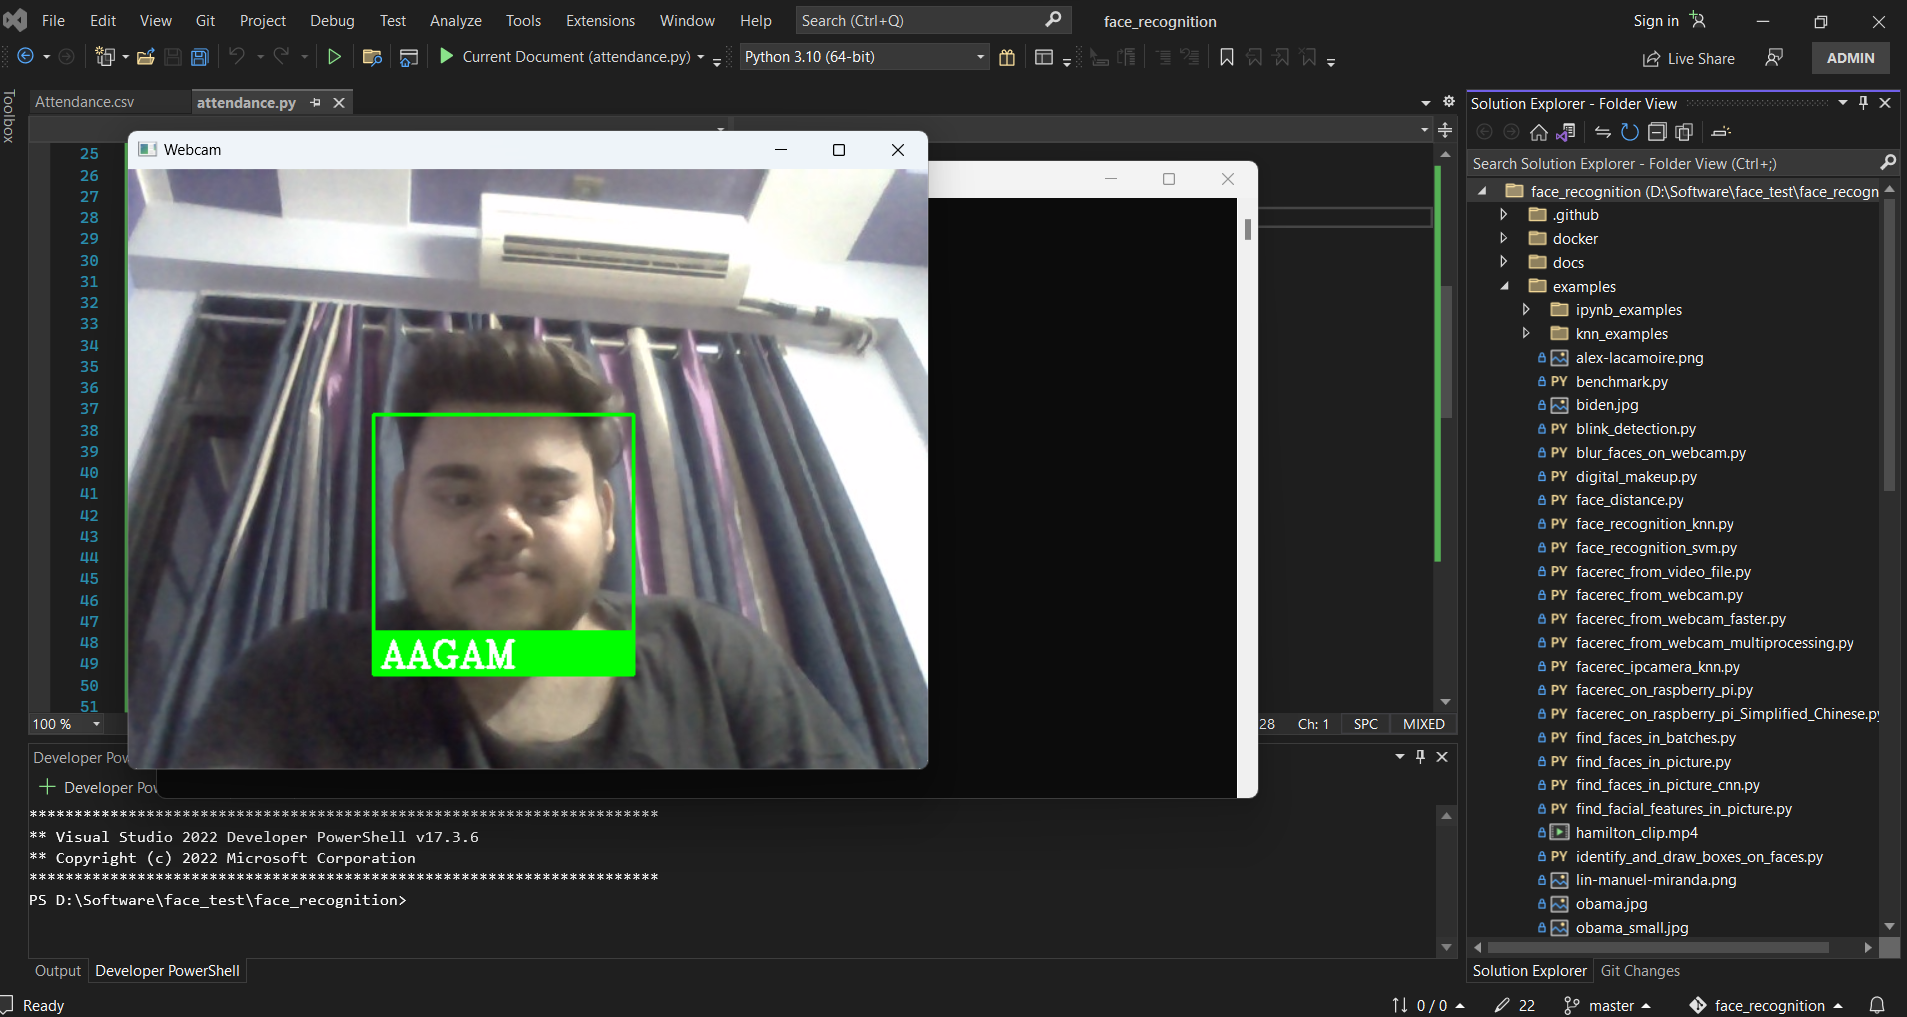 File Edit View Git Project Debug Test Analyze Tools Extensions Window Help Search (Ctrl+Q) face_recognition Sign in
Current Document (attendance.py) Python 3.10 (64-bit) Live Share ADMIN
Toolbox
Attendance.csv attendance.py
Webcam
25
26
27
28
29
30
31
32
33
34
35
36
37
38
39
40
41
42
43
44
45
46
47
48
49
50
51
AAGAM
100 % 28 Ch: 1 SPC MIXED
Developer Pow
Developer Pov
**********************************************************************
** Visual Studio 2022 Developer PowerShell v17.3.6
** Copyright (c) 2022 Microsoft Corporation
**********************************************************************
PS D:\Software\face_test\face_recognition>
Output Developer PowerShell
Solution Explorer - Folder View
Search Solution Explorer - Folder View (Ctrl+;)
face_recognition (D:\Software\face_test\face_recogn
.github
docker
docs
examples
ipynb_examples
knn_examples
alex-lacamoire.png
PY benchmark.py
biden.jpg
PY blink_detection.py
PY blur_faces_on_webcam.py
PY digital_makeup.py
PY face_distance.py
PY face_recognition_knn.py
PY face_recognition_svm.py
PY facerec_from_video_file.py
PY facerec_from_webcam.py
PY facerec_from_webcam_faster.py
PY facerec_from_webcam_multiprocessing.py
PY facerec_ipcamera_knn.py
PY facerec_on_raspberry_pi.py
PY facerec_on_raspberry_pi_Simplified_Chinese.py
PY find_faces_in_batches.py
PY find_faces_in_picture.py
PY find_faces_in_picture_cnn.py
PY find_facial_features_in_picture.py
hamilton_clip.mp4
PY identify_and_draw_boxes_on_faces.py
lin-manuel-miranda.png
obama.jpg
obama_small.jpg
Solution Explorer Git Changes
Ready 0 / 0 22 master face_recognition